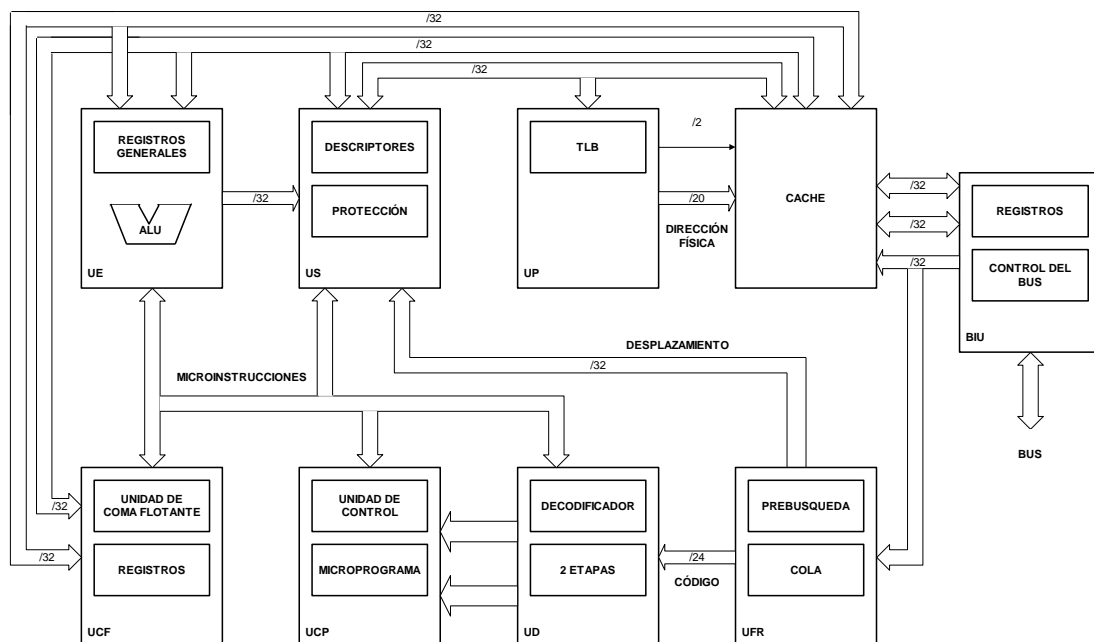 /32
/32
/32
REGISTROS
GENERALES
ALU
UE
/32
DESCRIPTORES
PROTECCIÓN
US
TLB
UP
/2
/20
DIRECCIÓN
FÍSICA
CACHE
/32
/32
/32
REGISTROS
CONTROL DEL
BUS
BIU
BUS
DESPLAZAMIENTO
/32
MICROINSTRUCCIONES
/32
/32
UNIDAD DE
COMA FLOTANTE
REGISTROS
UCF
UNIDAD DE
CONTROL
MICROPROGRAMA
UCP
DECODIFICADOR
2 ETAPAS
UD
/24
CÓDIGO
PREBUSQUEDA
COLA
UFR